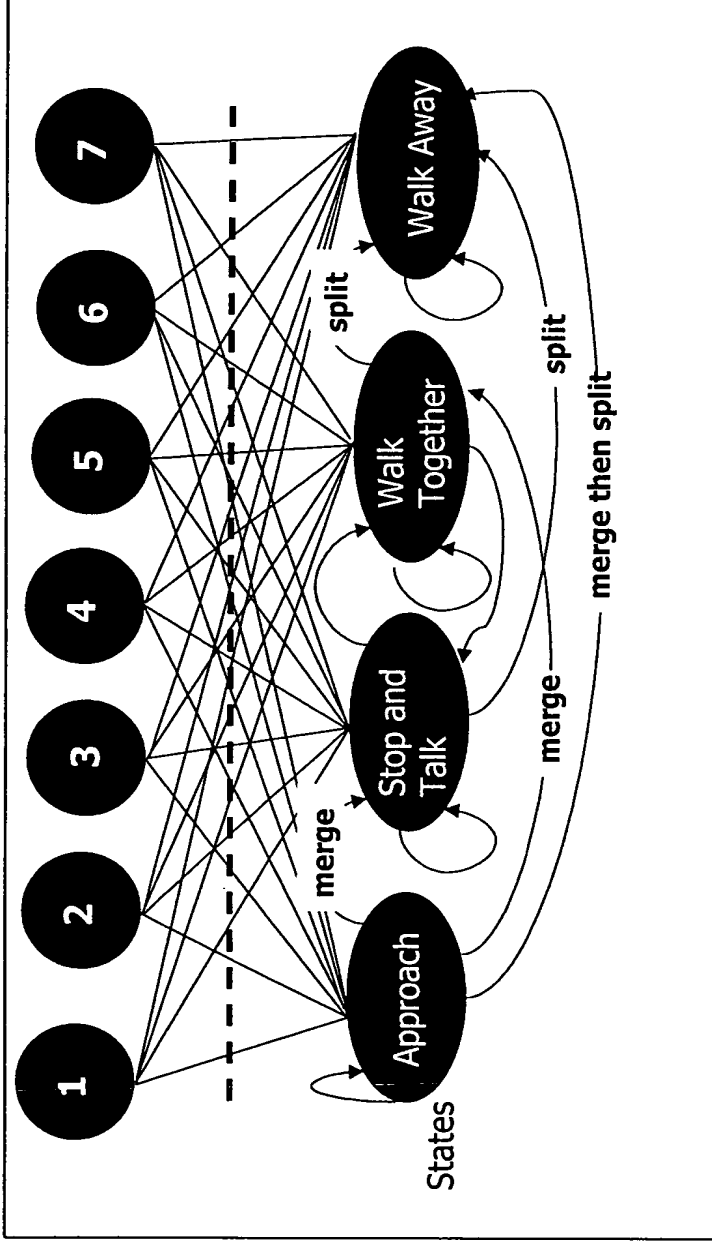 1
2
3
4
5
6
7
merge
split
Approach
Stop and
Talk
Walk
Together
Walk Away
States
merge
split
merge then split